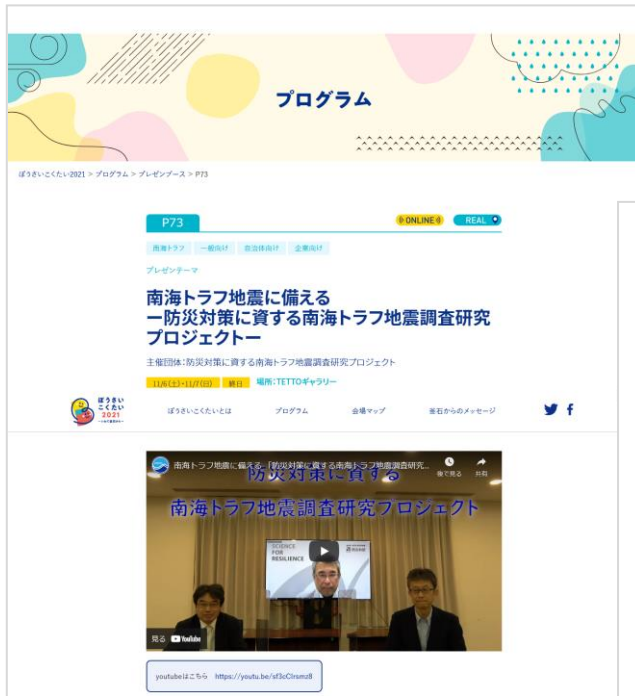 プログラム
ぼうさいこくたい2021 > プログラム > プレゼンブース > P73
P73
ONLINE
REAL
南海トラフ 一般向け 自治体向け 企業向け
プレゼンテーマ
南海トラフ地震に備える
ー防災対策に資する南海トラフ地震調査研究
プロジェクトー
主催団体:防災対策に資する南海トラフ地震調査研究プロジェクト
11/6(土)・11/7(日) 終日 場所:TETTOギャラリー
ぼうさい
こくたい
2021
ぼうさいこくたいとは プログラム 会場マップ 釜石からのメッセージ
南海トラフ地震に備える「防災対策に資する南海トラフ地震調査研究...
後で見る 共有
防災対策に資する
南海トラフ地震調査研究プロジェクト
SCIENCE
FOR
RESILIENCE
見る YouTube
youtubeはこちら https://youtu.be/sf3cCIrsmz8